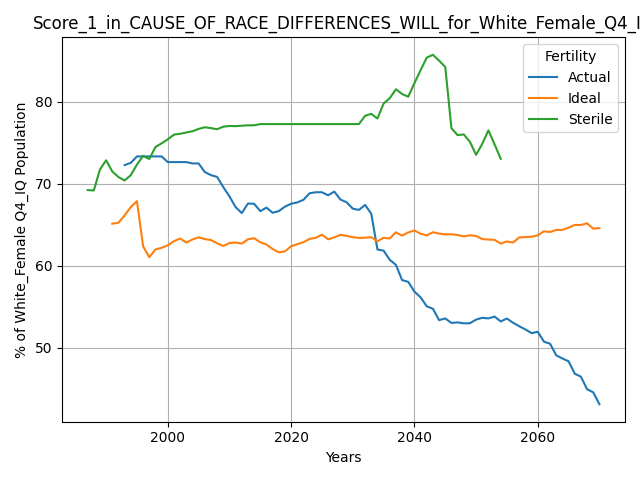 Score_1_in_CAUSE_OF_RACE_DIFFERENCES_WILL_for_White_Female_Q4_I
Fertility
Actual
Ideal
Sterile
% of White_Female Q4_IQ Population
80
70
60
50
2000
2020
2040
2060
Years